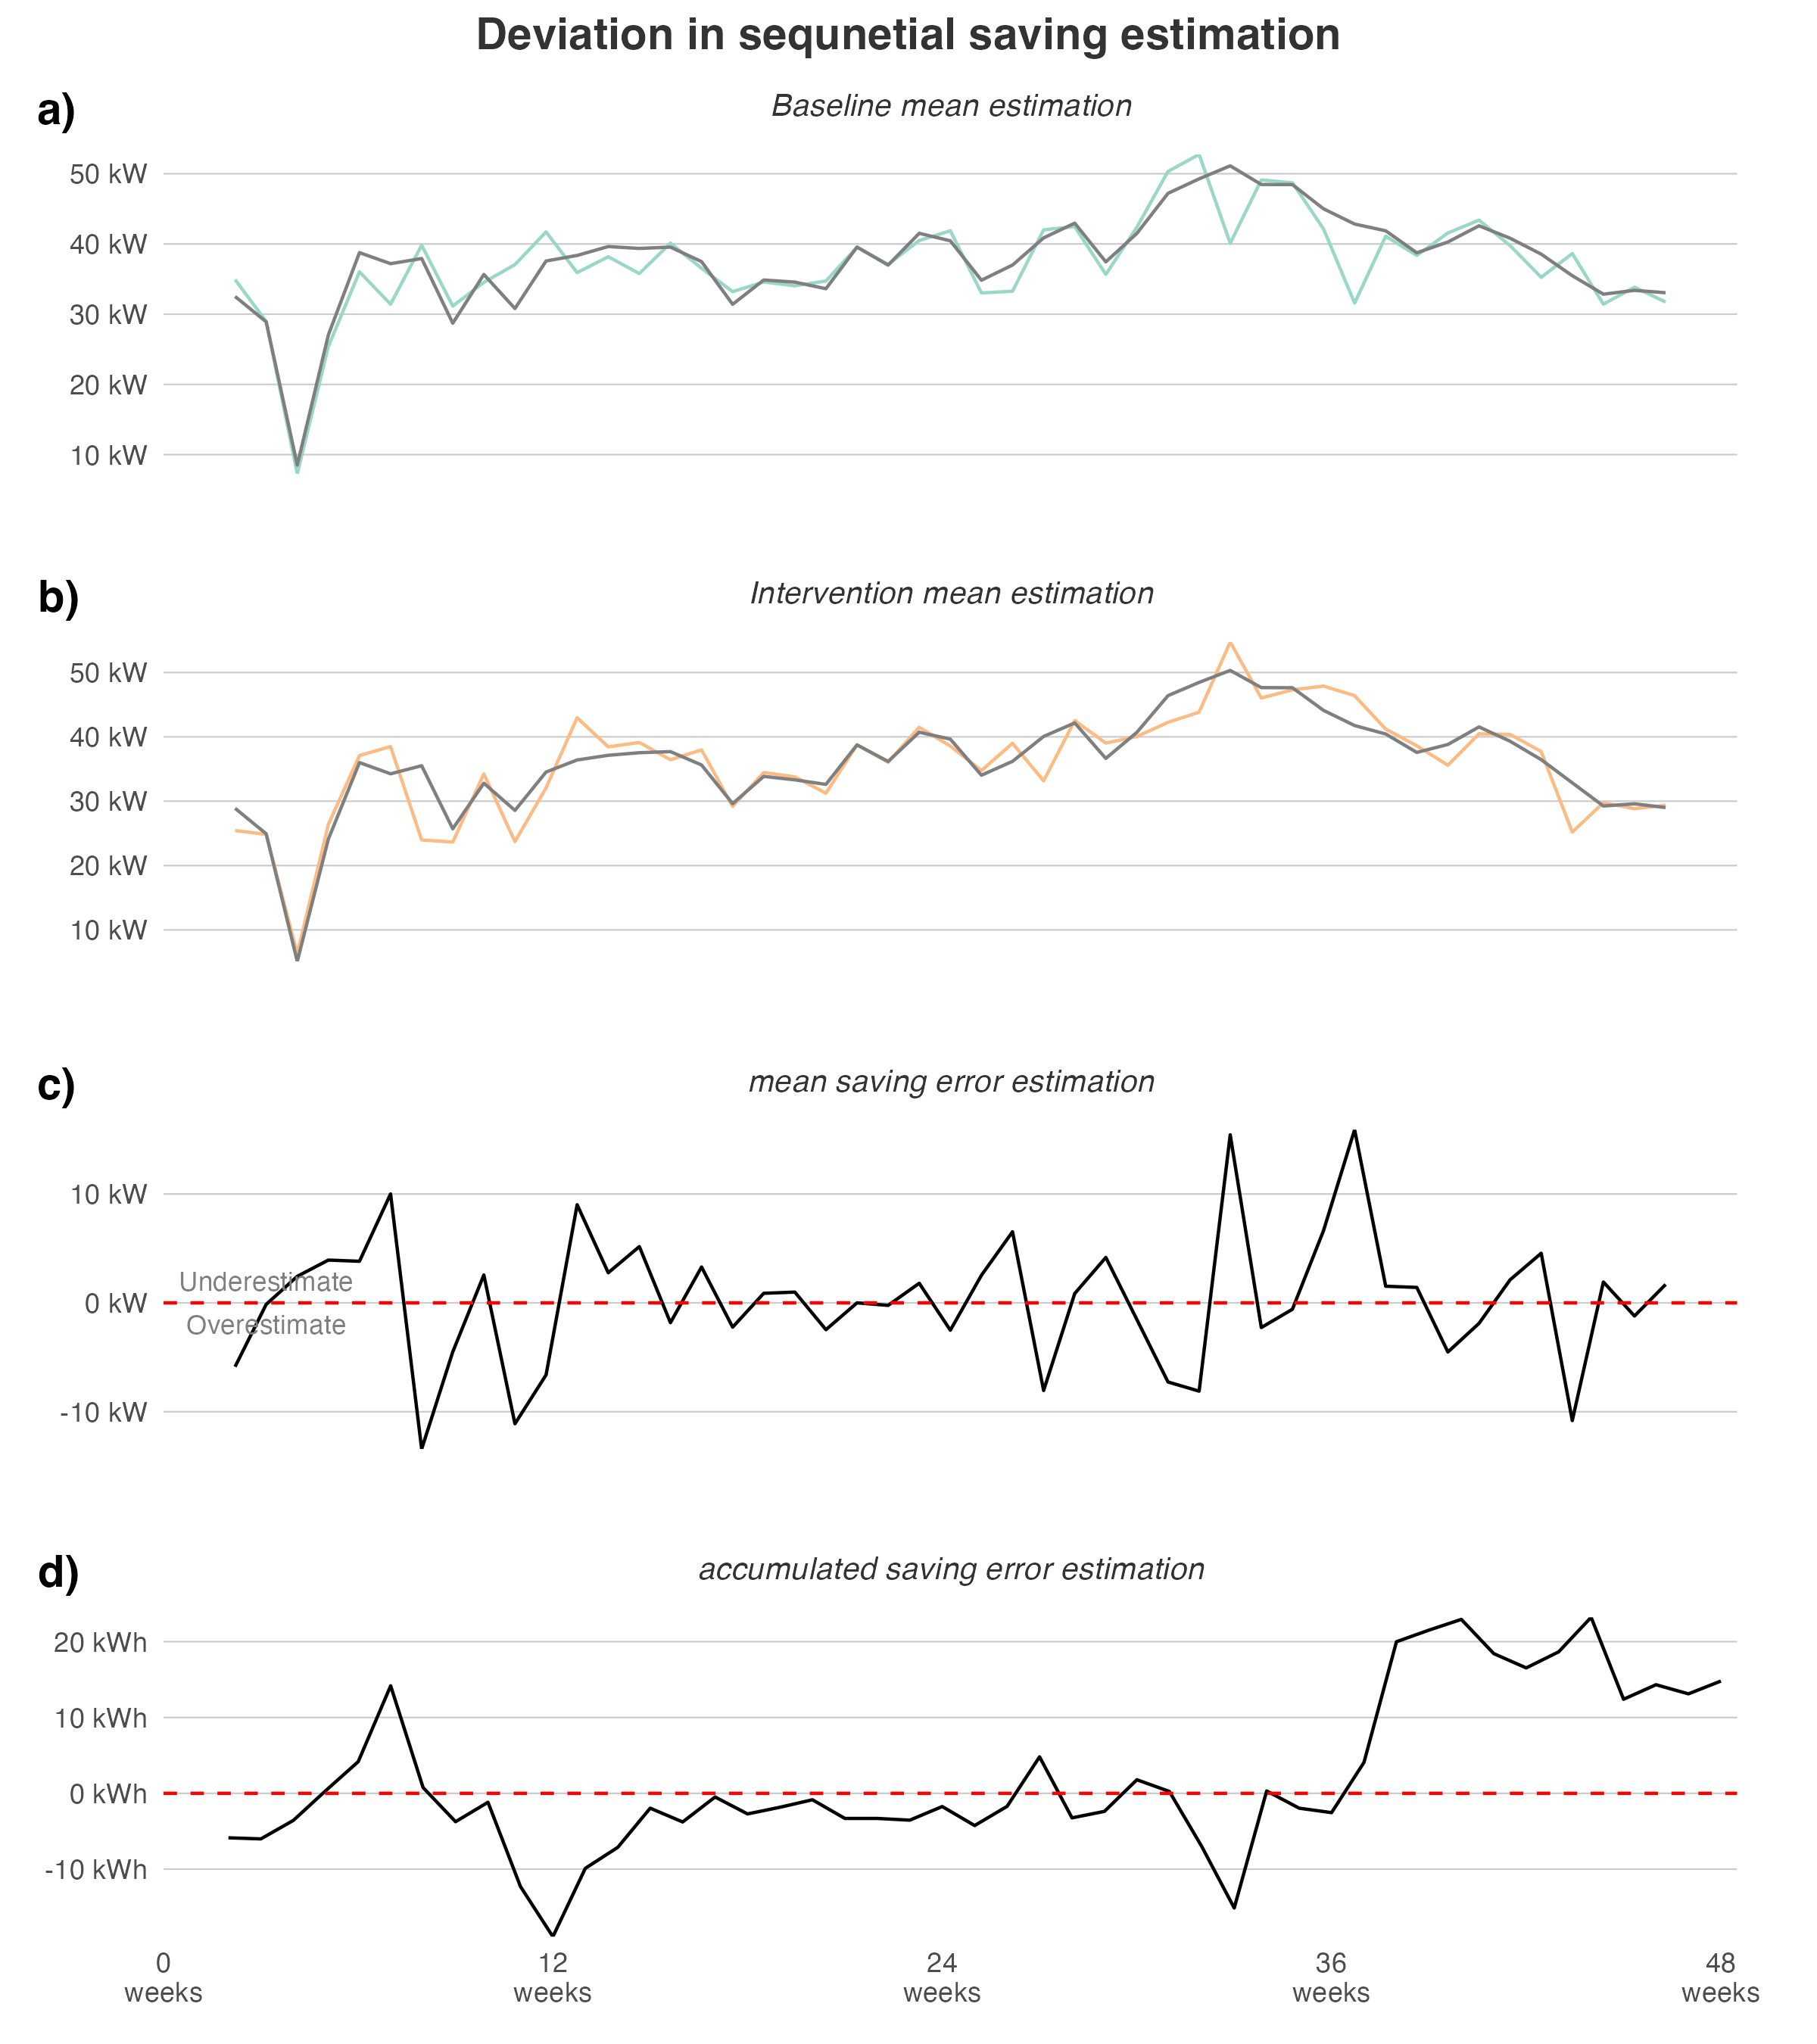 Deviation in sequnetial saving estimation
a)
Baseline mean estimation
50 kW
40 kW
30 kW
20 kW
10 kW
b)
Intervention mean estimation
50 kW
40 kW
30 kW
20 kW
10 kW
c)
mean saving error estimation
10 kW
Underestimate
0 kW
Overestimate
-10 kW
d)
accumulated saving error estimation
20 kWh
10 kWh
0 kWh
-10 kWh
0 12 24 36 48
weeks weeks weeks weeks weeks